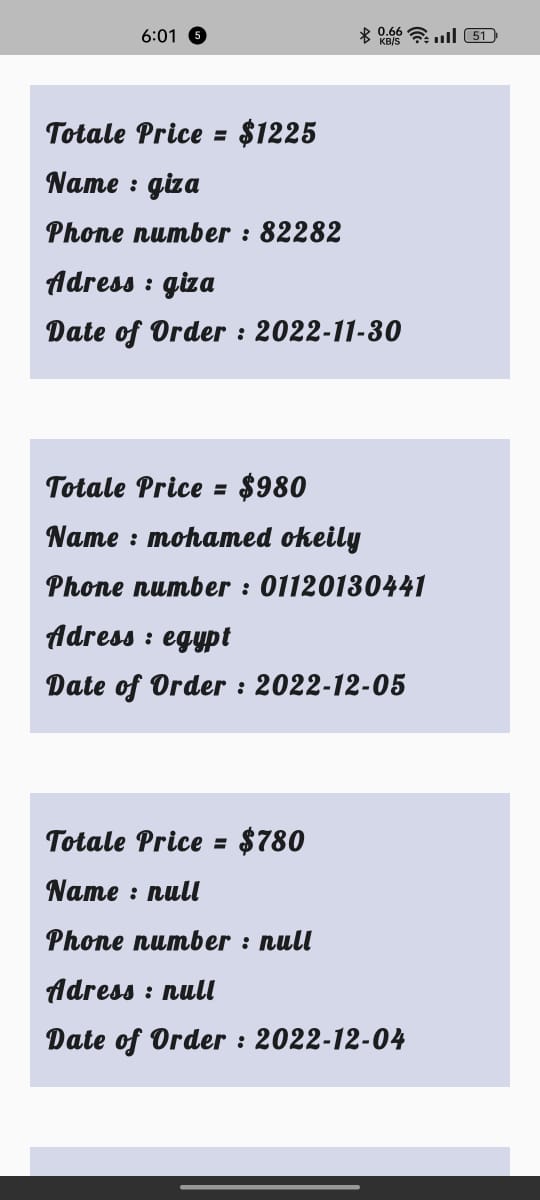 6:01 5 0.66 KB/S 51
Totale Price = $1225
Name : giza
Phone number : 82282
Adress : giza
Date of Order : 2022-11-30
Totale Price = $980
Name : mohamed okeily
Phone number : 01120130441
Adress : egypt
Date of Order : 2022-12-05
Totale Price = $780
Name : null
Phone number : null
Adress : null
Date of Order : 2022-12-04